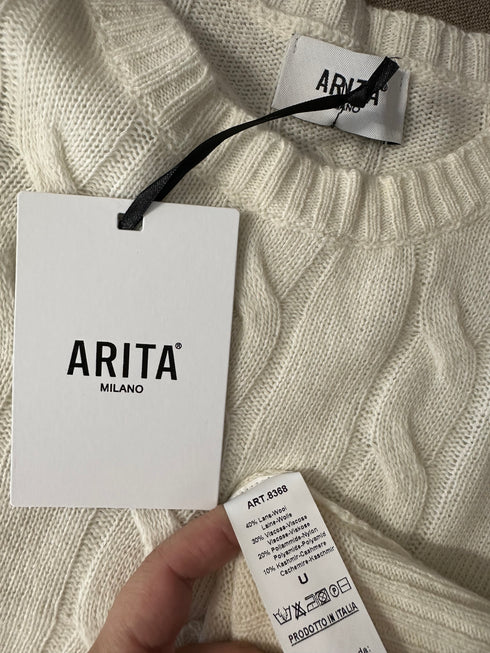 ARITA®
MILANO
ARITA®
MILANO
ART.8368
40% Lana-Wool
Laine-Wolle
30% Viscosa-Viscose
Viscose-Viskose
20% Poliammide-Nylon
Polyamide-Polyamid
10% Kashmir-Cashmere
Cachemire-Kaschmir
U
PRODOTTO IN ITALIA